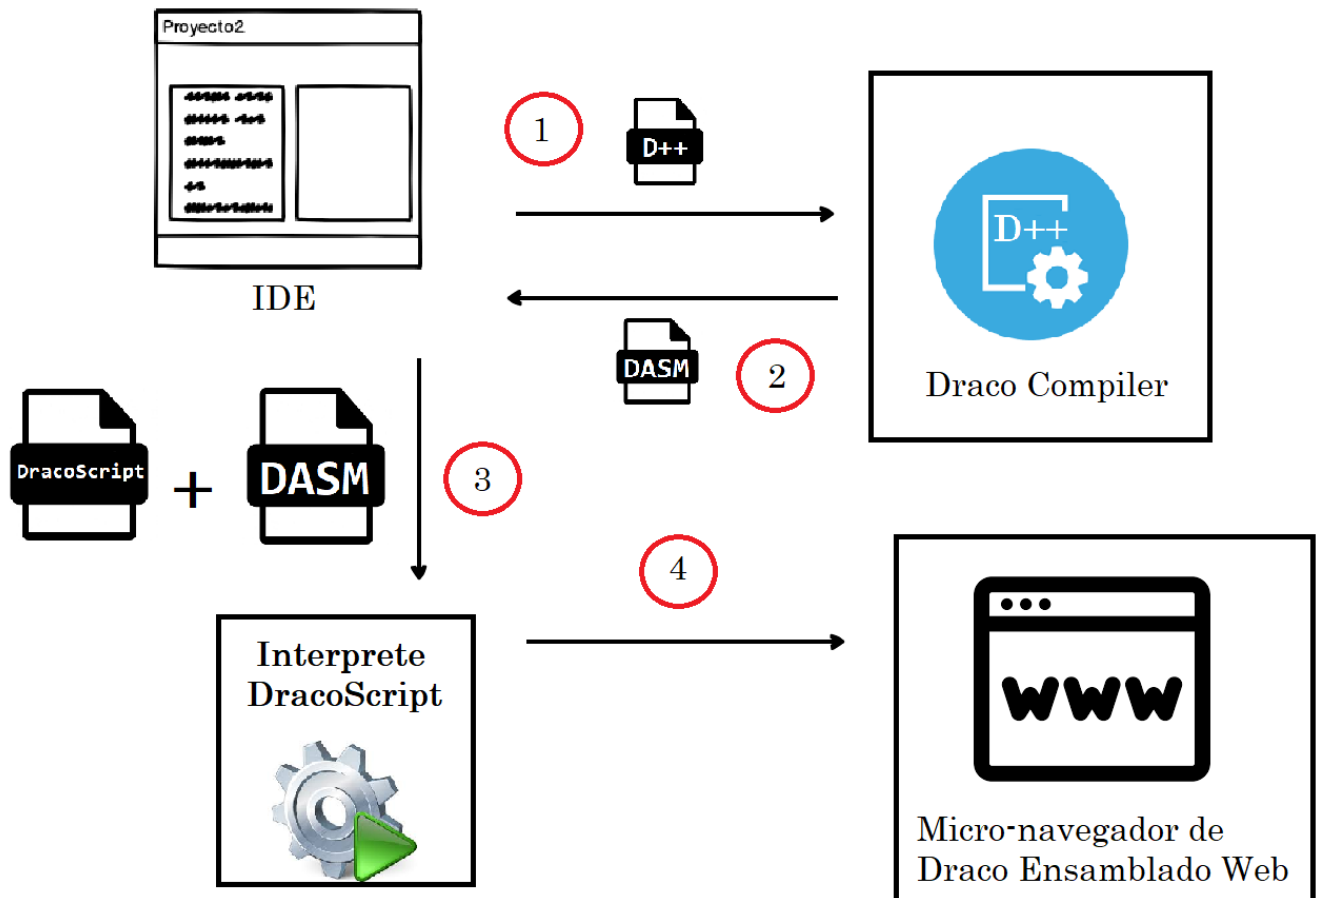 Proyecto2
IDE
1
D++
D++
Draco Compiler
DASM
2
DracoScript
+
DASM
3
4
Interprete
DracoScript
WWW
Micro-navegador de
Draco Ensamblado Web